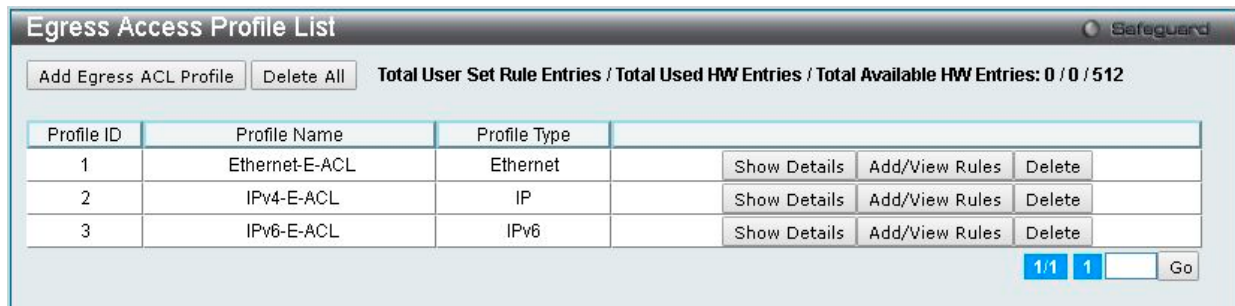 Egress Access Profile List
Safeguard
Add Egress ACL Profile Delete All Total User Set Rule Entries / Total Used HW Entries / Total Available HW Entries: 0 / 0 / 512
Profile ID Profile Name Profile Type
1 Ethernet-E-ACL Ethernet Show Details Add/View Rules Delete
2 IPv4-E-ACL IP Show Details Add/View Rules Delete
3 IPv6-E-ACL IPv6 Show Details Add/View Rules Delete
1/1 1 Go